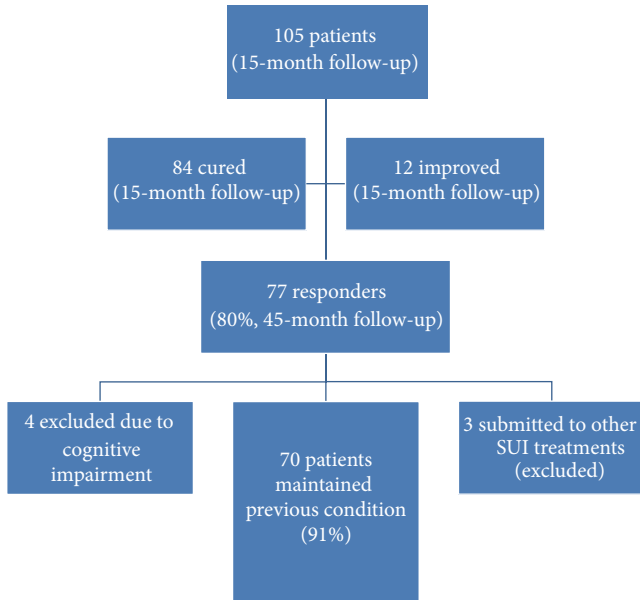 105 patients
(15-month follow-up)
84 cured
(15-month follow-up)
12 improved
(15-month follow-up)
77 responders
(80%, 45-month follow-up)
4 excluded due to
cognitive
impairment
70 patients
maintained
previous condition
(91%)
3 submitted to other
SUI treatments
(excluded)